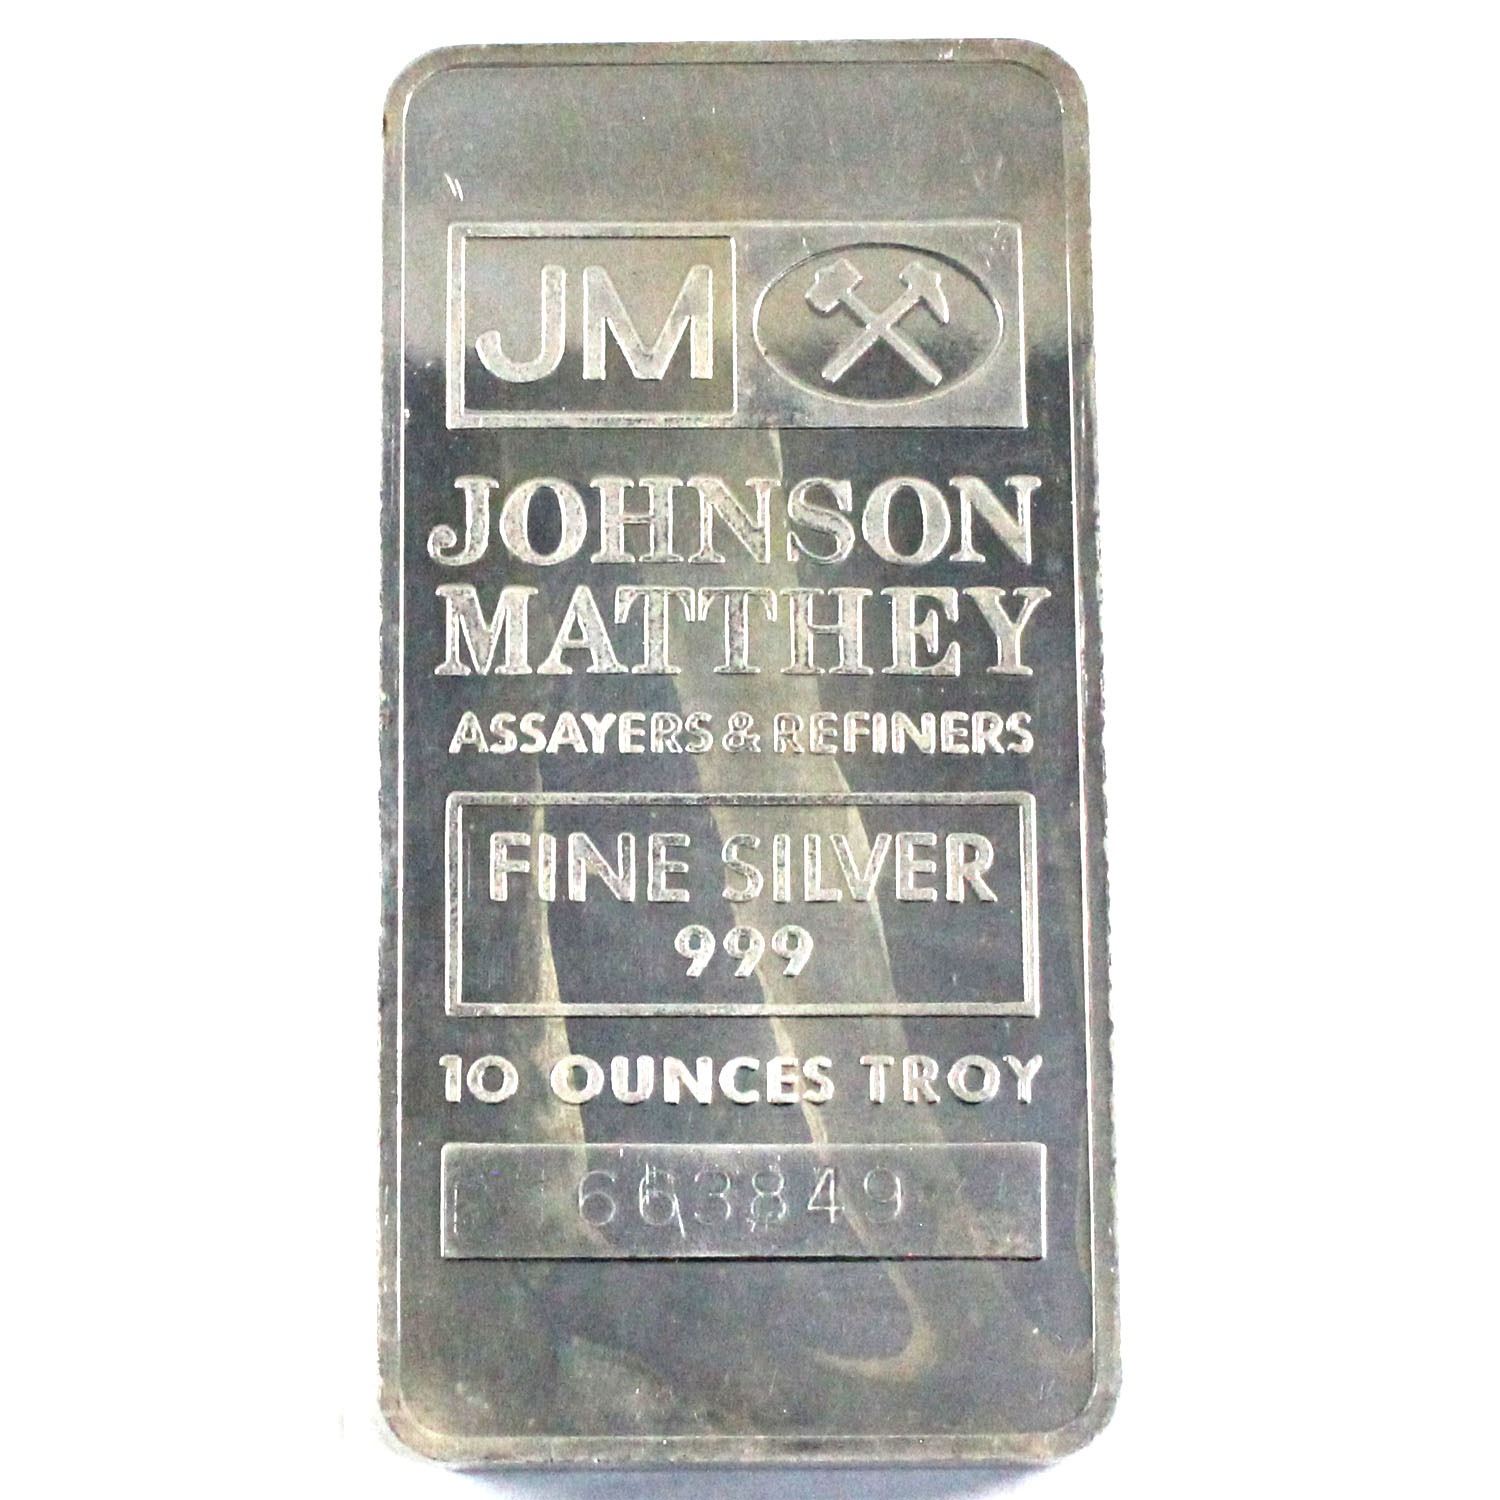 JM
JOHNSON
MATTHEY
ASSAYERS & REFINERS
FINE SILVER
999
10 OUNCES TROY
663849